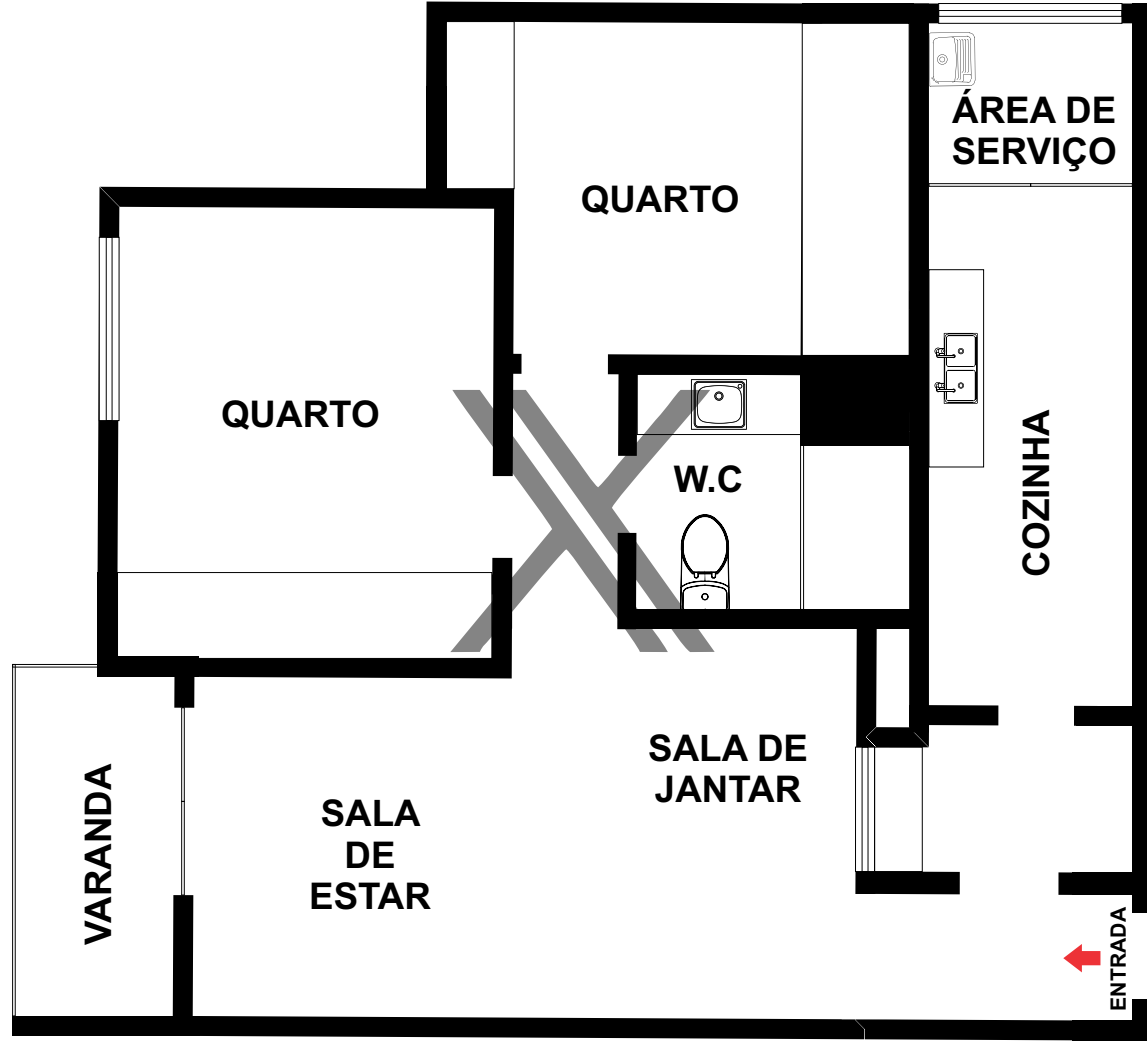 ÁREA DE
SERVIÇO
QUARTO
QUARTO
W.C
COZINHA
SALA DE
JANTAR
SALA
DE
ESTAR
VARANDA
ENTRADA